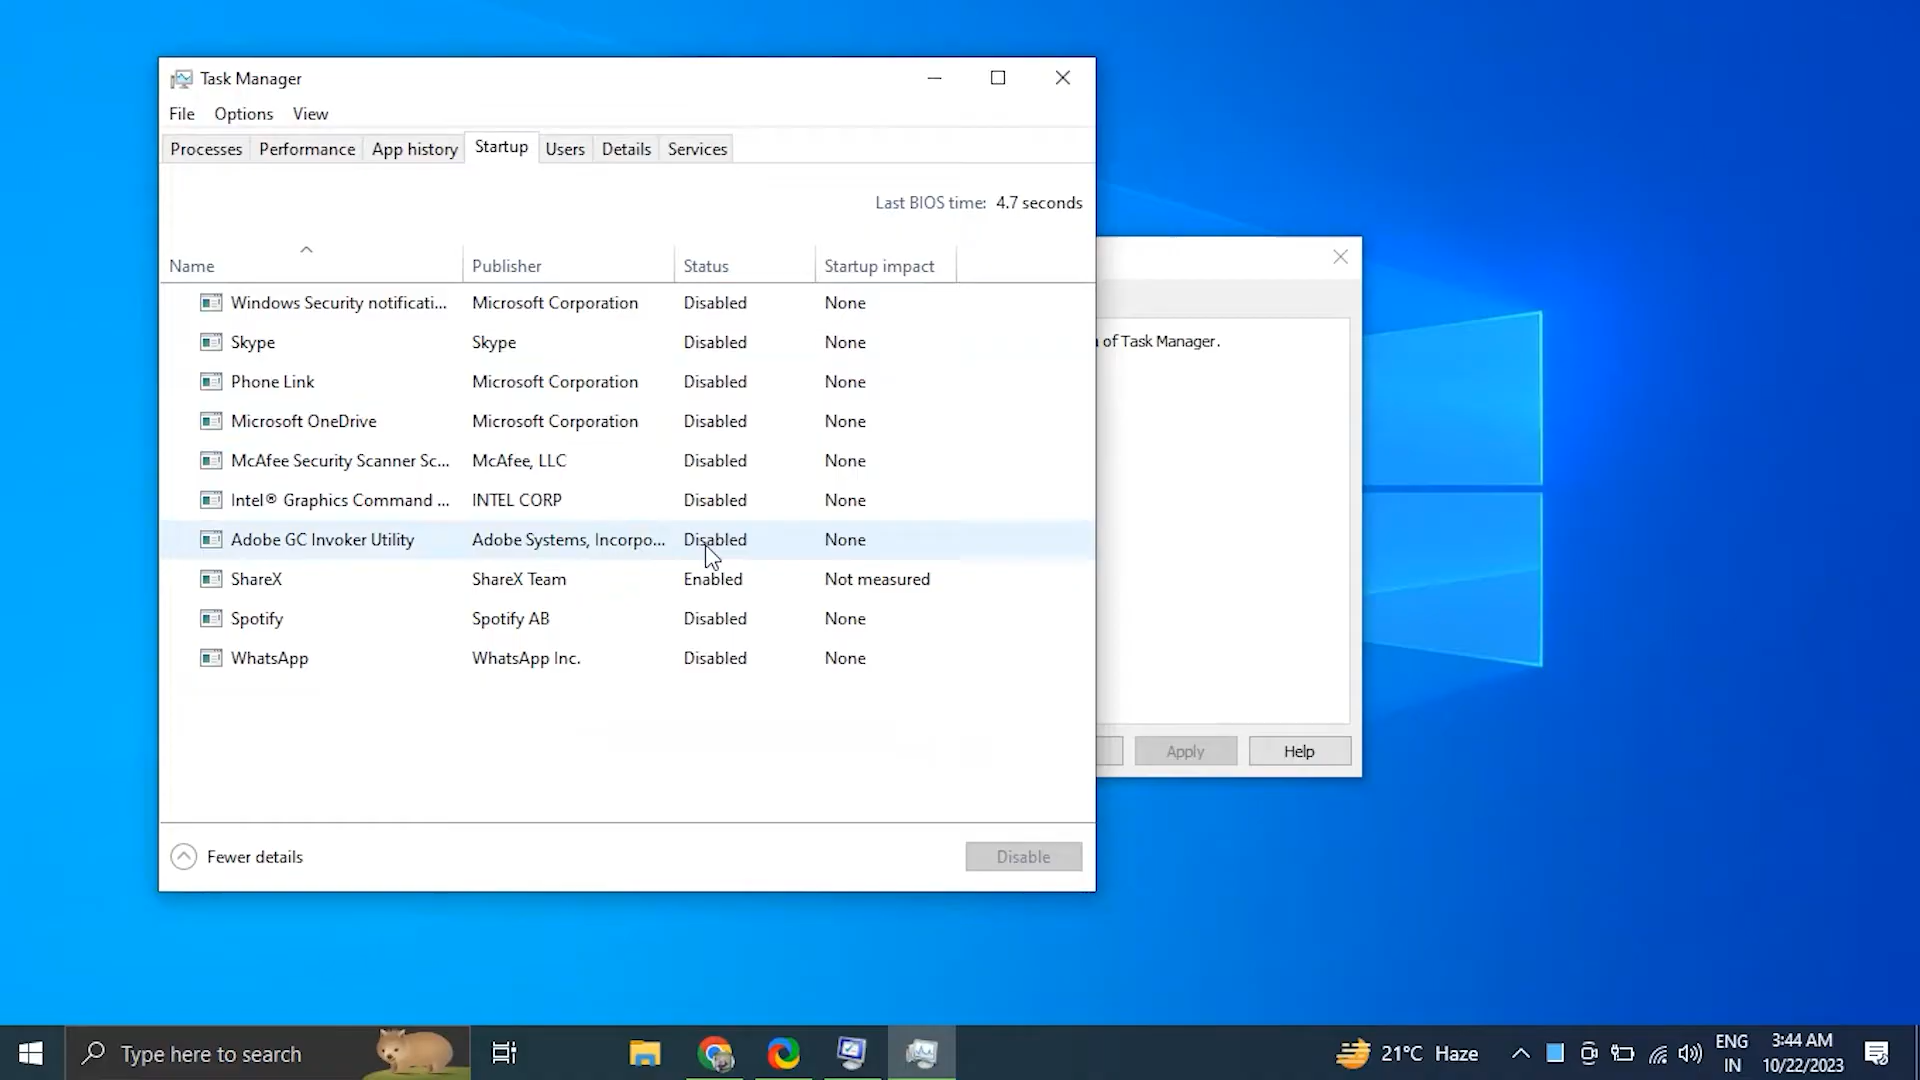 Task Manager
File Options View
Processes Performance App history Startup Users Details Services
Last BIOS time: 4.7 seconds
Name Publisher Status Startup impact
Windows Security notificati... Microsoft Corporation Disabled None
Skype Skype Disabled None
Phone Link Microsoft Corporation Disabled None
Microsoft OneDrive Microsoft Corporation Disabled None
McAfee Security Scanner Sc... McAfee, LLC Disabled None
Intel® Graphics Command ... INTEL CORP Disabled None
Adobe GC Invoker Utility Adobe Systems, Incorpo... Disabled None
ShareX ShareX Team Enabled Not measured
Spotify Spotify AB Disabled None
WhatsApp WhatsApp Inc. Disabled None
Fewer details Disable
of Task Manager.
Apply Help
Type here to search
21°C Haze
ENG
IN
3:44 AM
10/22/2023